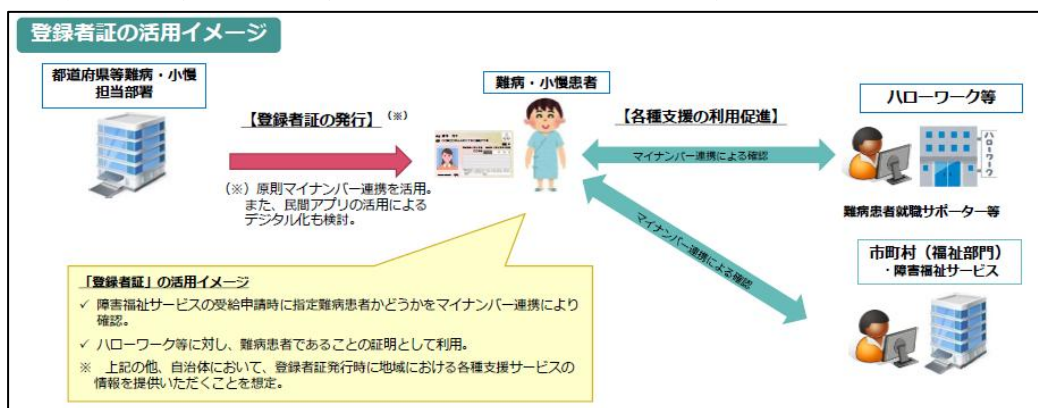 登録者証の活用イメージ
都道府県等難病・小慢
担当部署
【登録者証の発行】(※)
(※)原則マイナンバー連携を活用。
また、民間アプリの活用による
デジタル化も検討。
難病・小慢患者
【各種支援の利用促進】
マイナンバー連携による確認
マイナンバー連携による確認
ハローワーク等
ハローワーク
難病患者就職サポーター等
市町村(福祉部門)
・障害福祉サービス
「登録者証」の活用イメージ
✓ 障害福祉サービスの受給申請時に指定難病患者かどうかをマイナンバー連携により
確認。
✓ ハローワーク等に対し、難病患者であることの証明として利用。
※ 上記の他、自治体において、登録者証発行時に地域における各種支援サービスの
情報を提供いただくことを想定。